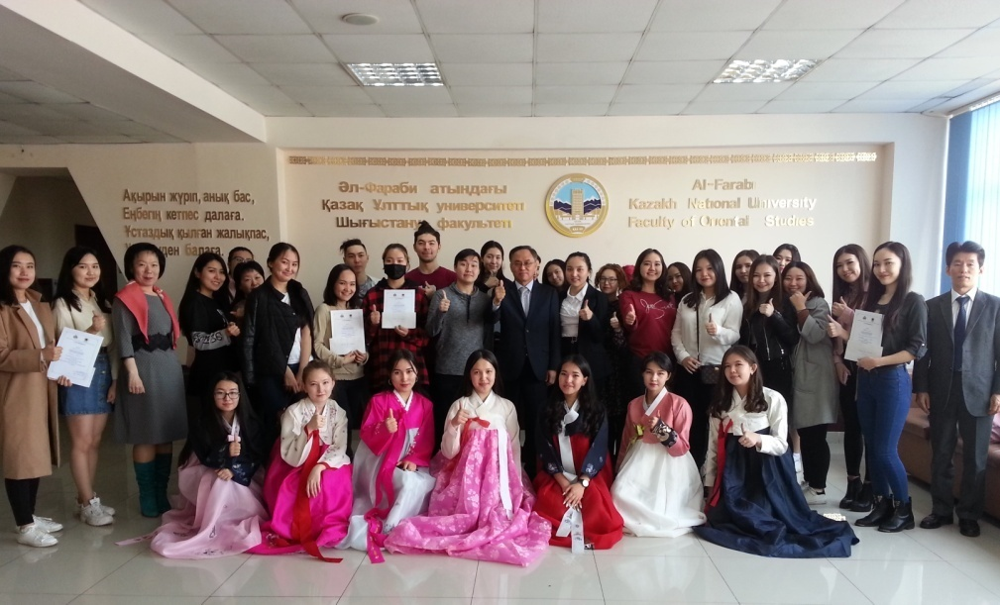 Ақырын жүріп, анық бас,
Еңбегің кетпес далаға.
Ұстаздық қылған жалықпас,
балаға.
Әл-Фараби атындағы
Қазақ Ұлттық университеті
Шығыстану факультеті
Al-Farabi
Kazakh National University
Faculty of Oriental Studies